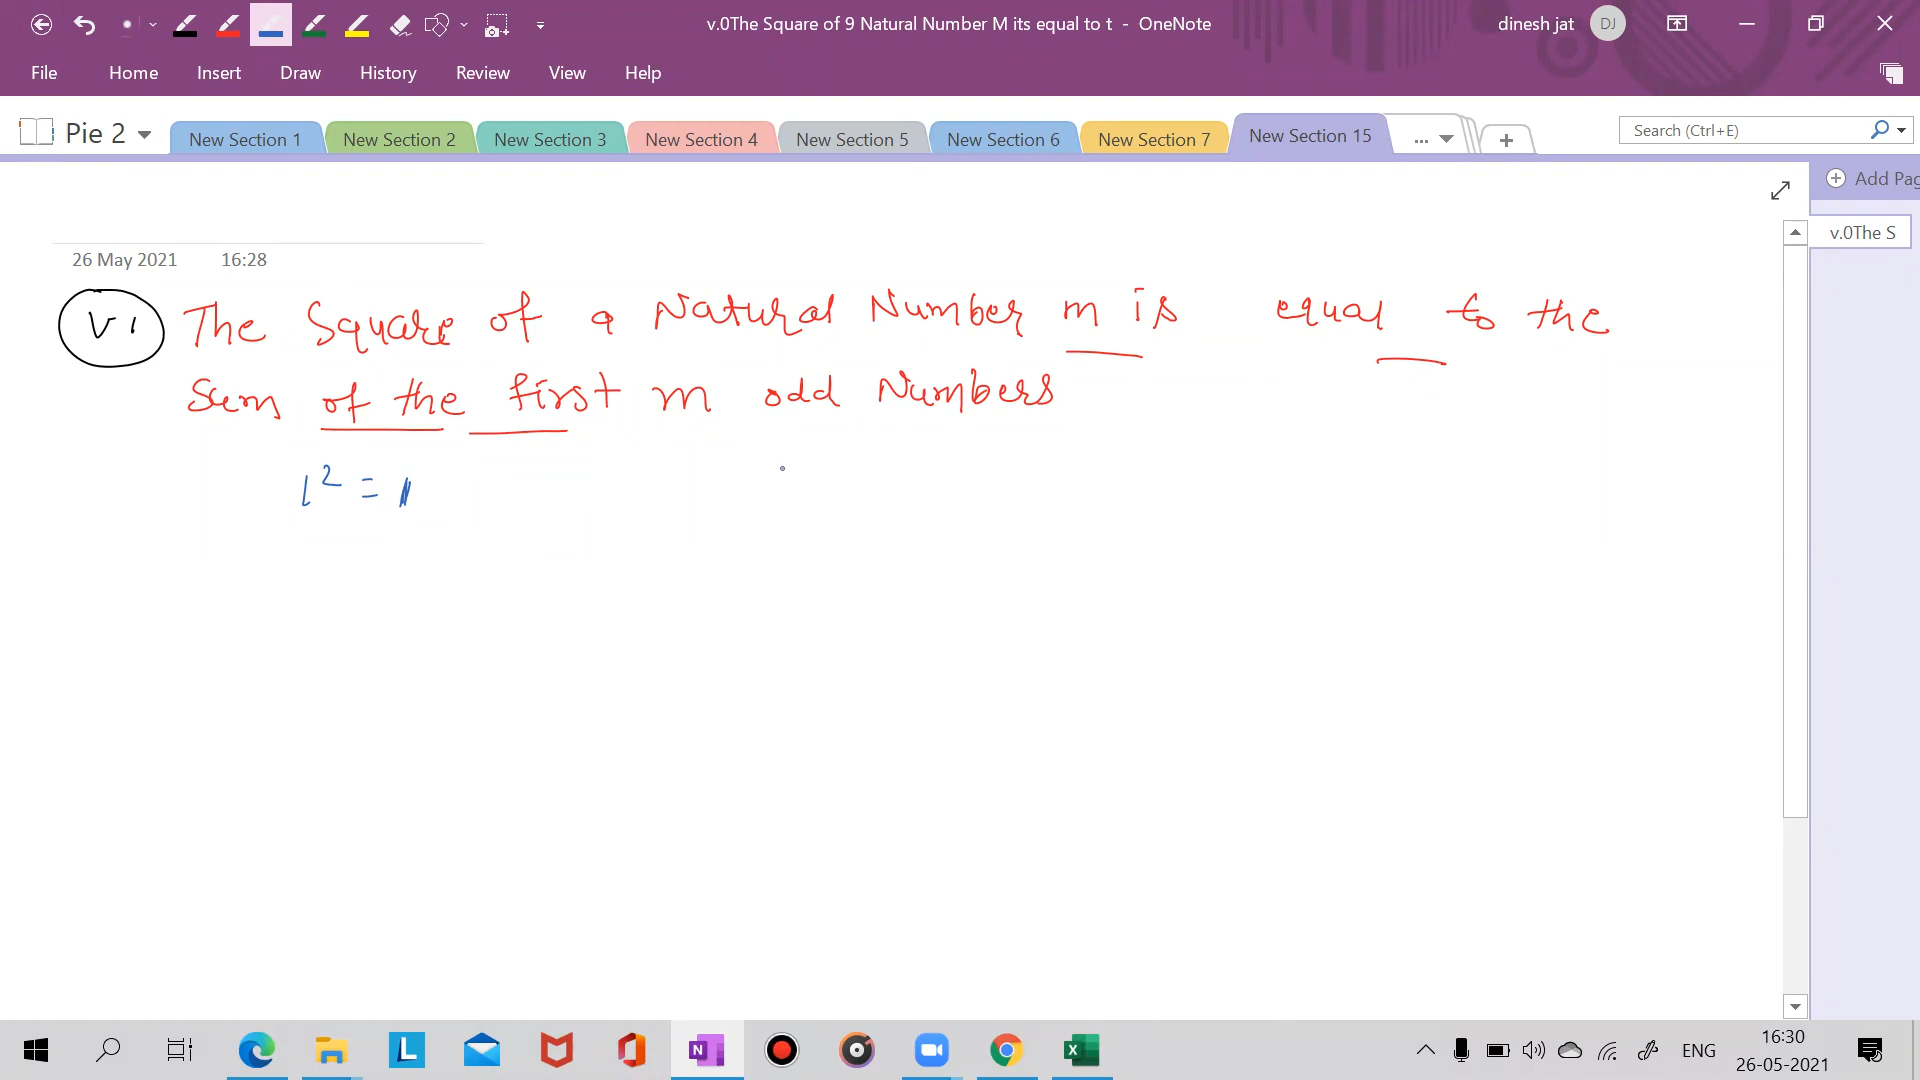 v.0The Square of 9 Natural Number M its equal to t - OneNote
dinesh jat
DJ
File Home Insert Draw History Review View Help
Pie 2
New Section 1
New Section 2
New Section 3
New Section 4
New Section 5
New Section 6
New Section 7
New Section 15
...
Search (Ctrl+E)
Add Pag
v.0The S
26 May 2021 16:28
VI The Square of a Natural Number m is equal to the
Sum of the first m odd Numbers
1² = 1
L
N
ENG
16:30
26-05-2021